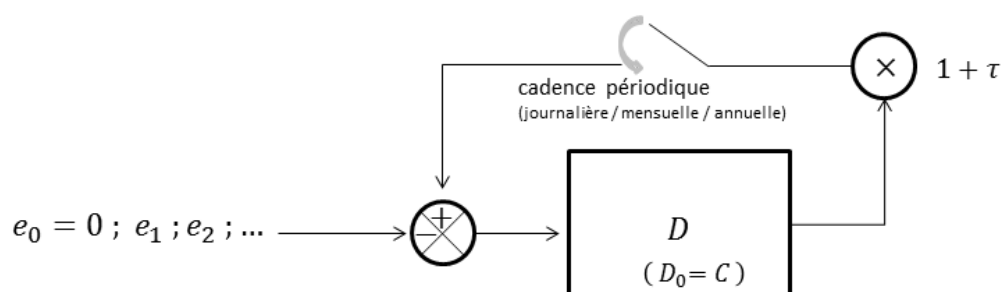 × 1 + τ
cadence périodique
(journalière / mensuelle / annuelle)
e₀ = 0 ; e₁ ; e₂ ; ...
+
−
D
( D₀ = C )